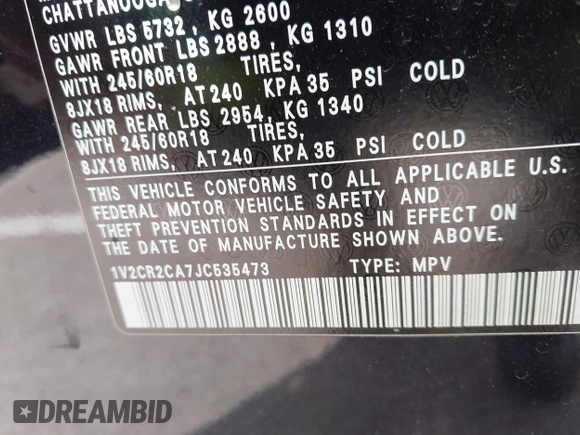 CHATTANOOGA
GVWR LBS 5732 , KG 2600
GAWR FRONT LBS 2888 , KG 1310
WITH 245/60R18 TIRES,
8JX18 RIMS, AT 240 KPA 35 PSI COLD
GAWR REAR LBS 2954, KG 1340
WITH 245/60R18 TIRES,
8JX18 RIMS, AT 240 KPA 35 PSI COLD
THIS VEHICLE CONFORMS TO ALL APPLICABLE U.S.
FEDERAL MOTOR VEHICLE SAFETY AND
THEFT PREVENTION STANDARDS IN EFFECT ON
THE DATE OF MANUFACTURE SHOWN ABOVE.
1V2CR2CA7JC535473 TYPE: MPV
DREAMBID